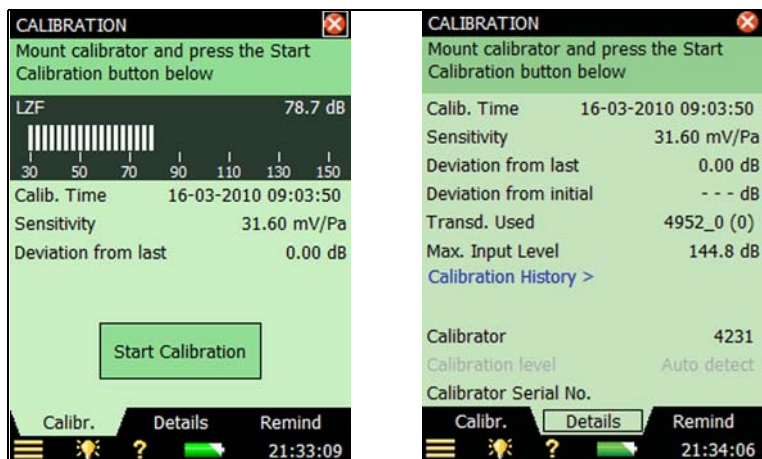 CALIBRATION
Mount calibrator and press the Start
Calibration button below
LZF 78.7 dB
30 50 70 90 110 130 150
Calib. Time 16-03-2010 09:03:50
Sensitivity 31.60 mV/Pa
Deviation from last 0.00 dB
Start Calibration
Calibr. Details Remind
? 21:33:09
CALIBRATION
Mount calibrator and press the Start
Calibration button below
Calib. Time 16-03-2010 09:03:50
Sensitivity 31.60 mV/Pa
Deviation from last 0.00 dB
Deviation from initial - - - dB
Transd. Used 4952_0 (0)
Max. Input Level 144.8 dB
Calibration History >
Calibrator 4231
Calibration level Auto detect
Calibrator Serial No.
Calibr. Details Remind
? 21:34:06